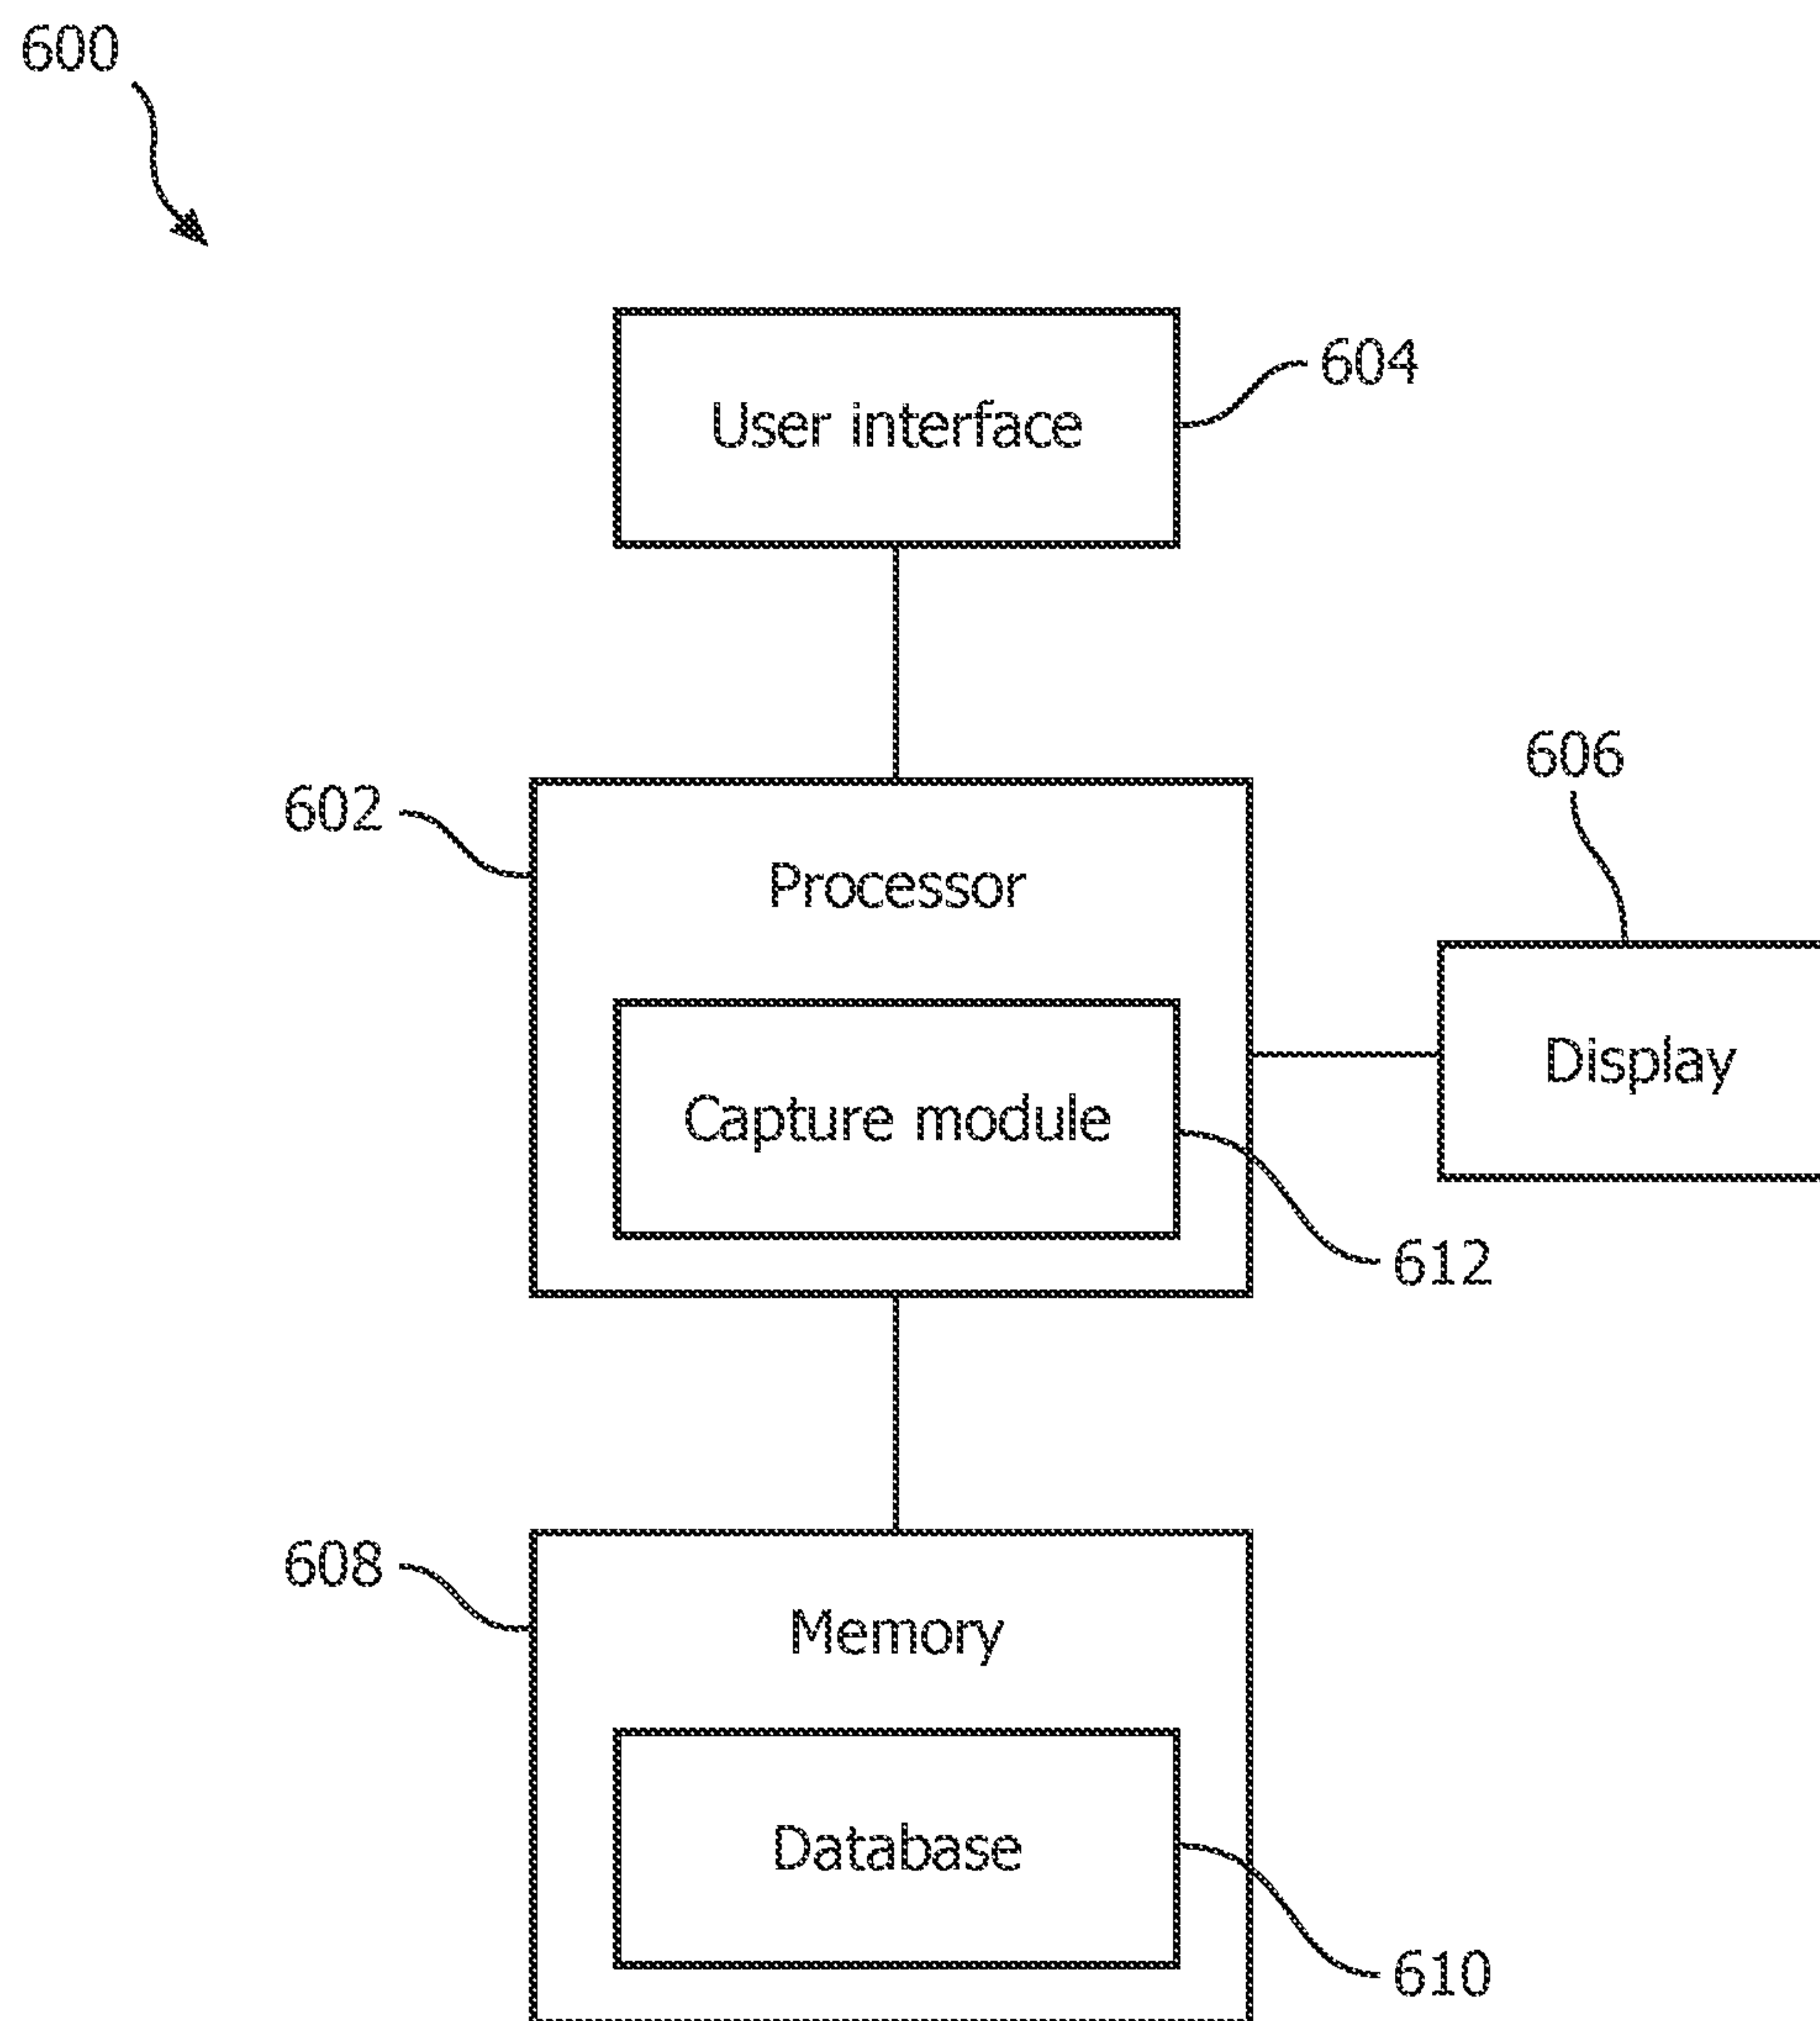 600
User interface
604
602
Processor
606
Display
Capture module
612
608
Memory
Database
610